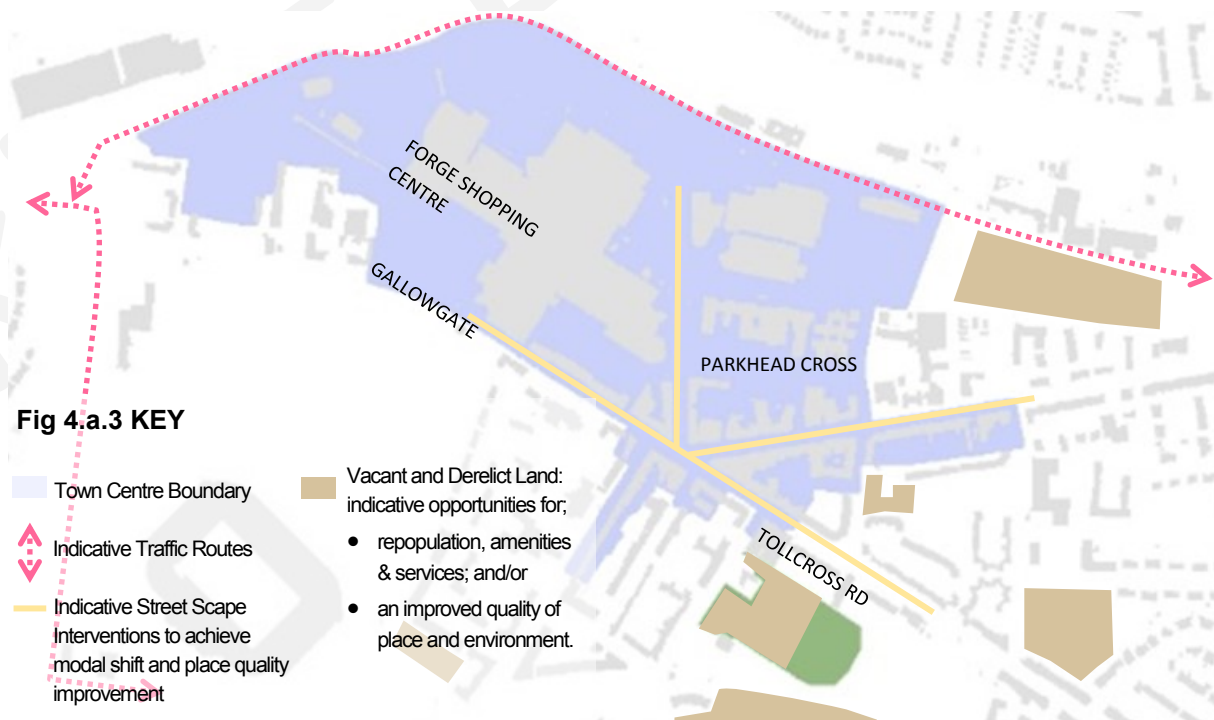 FORGE SHOPPING
CENTRE
GALLOWGATE
PARKHEAD CROSS
TOLLCROSS RD
Fig 4.a.3 KEY
Town Centre Boundary
Indicative Traffic Routes
Indicative Street Scape
Interventions to achieve
modal shift and place quality
improvement
Vacant and Derelict Land:
indicative opportunities for;
• repopulation, amenities
& services; and/or
• an improved quality of
place and environment.